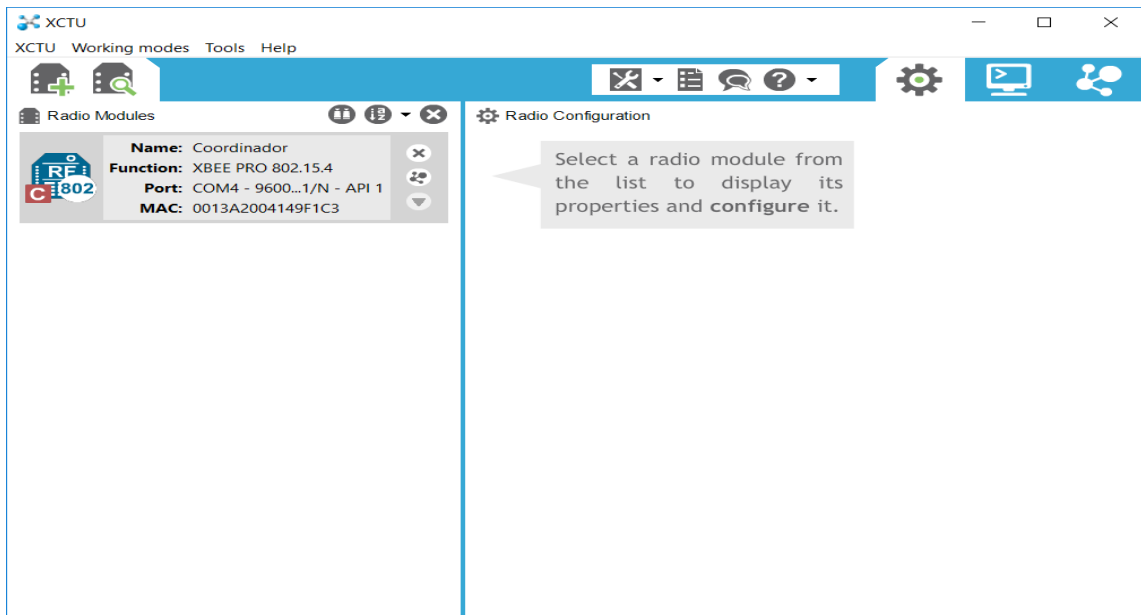 XCTU
XCTU Working modes Tools Help
Radio Modules
Radio Configuration
Name: Coordinador
Function: XBEE PRO 802.15.4
Port: COM4 - 9600...1/N - API 1
MAC: 0013A2004149F1C3
RF
802
C
Select a radio module from
the list to display its
properties and configure it.